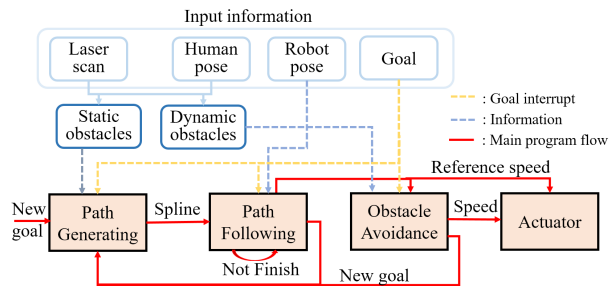 Input information
Laser
scan
Human
pose
Robot
pose
Goal
Static
obstacles
Dynamic
obstacles
: Goal interrupt
: Information
: Main program flow
Reference speed
New
goal
Path
Generating
Spline
Path
Following
Not Finish
Obstacle
Avoidance
Speed
Actuator
New goal